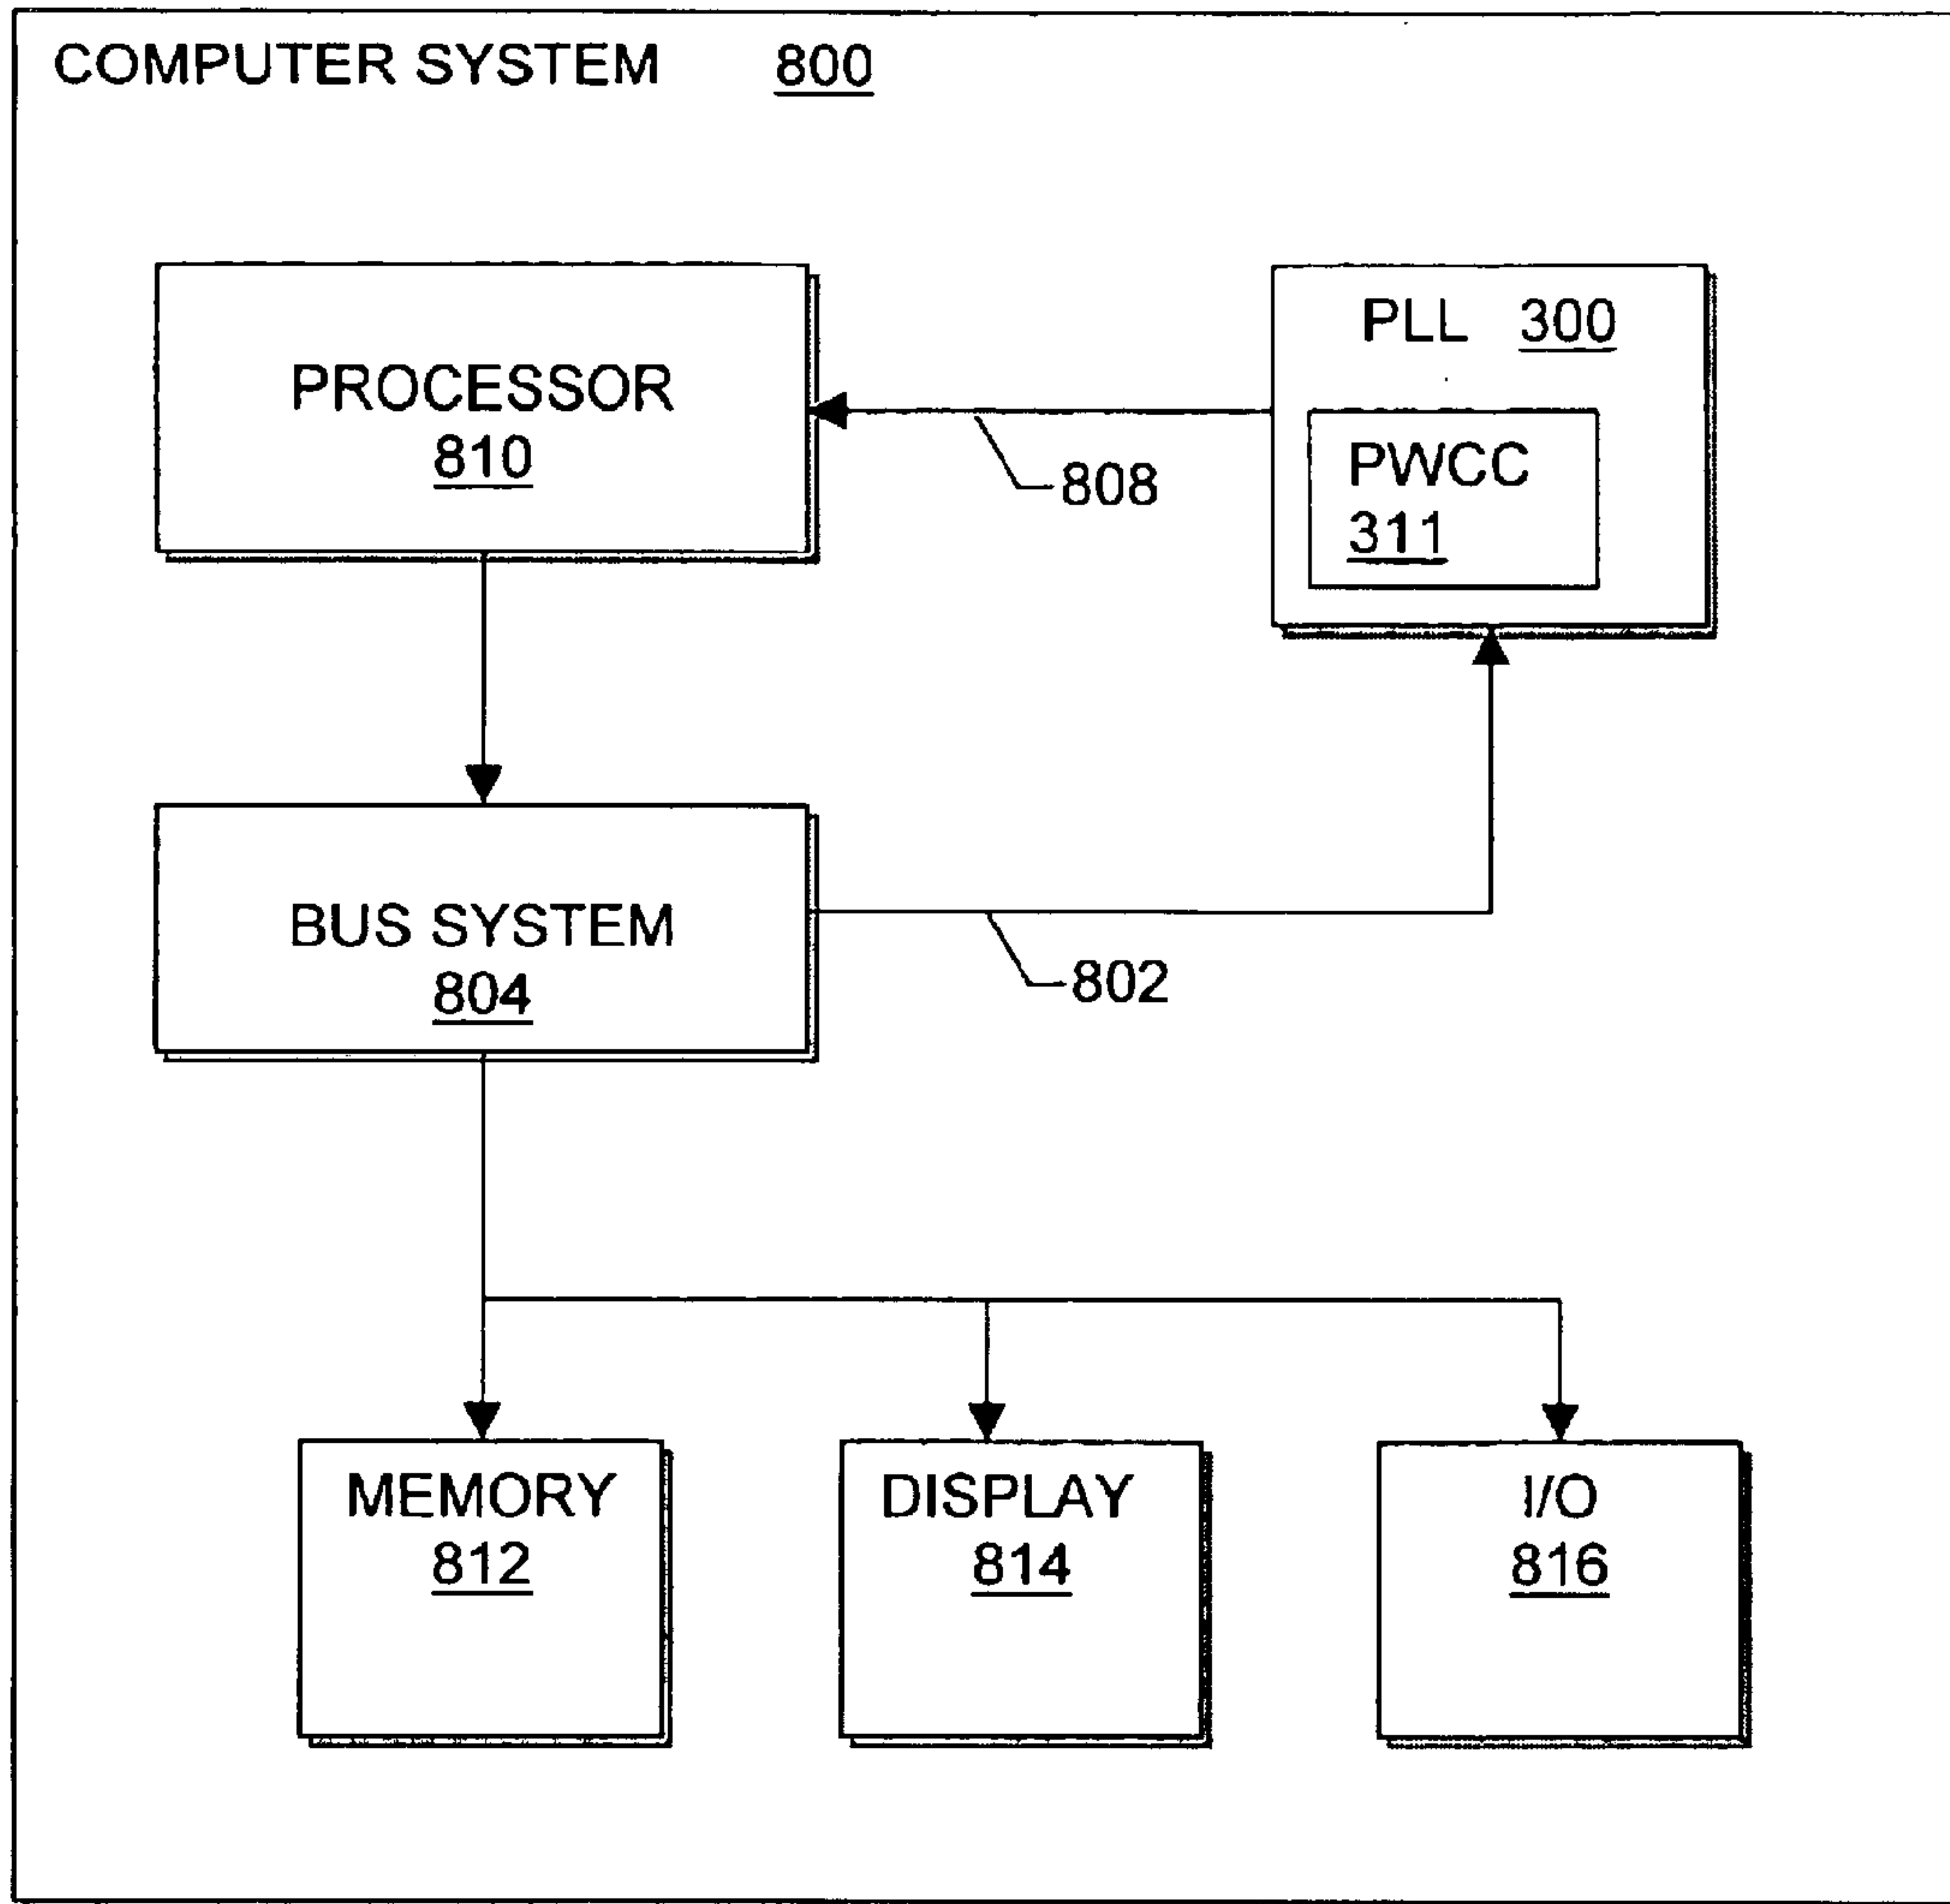 COMPUTER SYSTEM 800
PROCESSOR
810
PLL 300
PWCC
311
808
BUS SYSTEM
804
802
MEMORY
812
DISPLAY
814
I/O
816